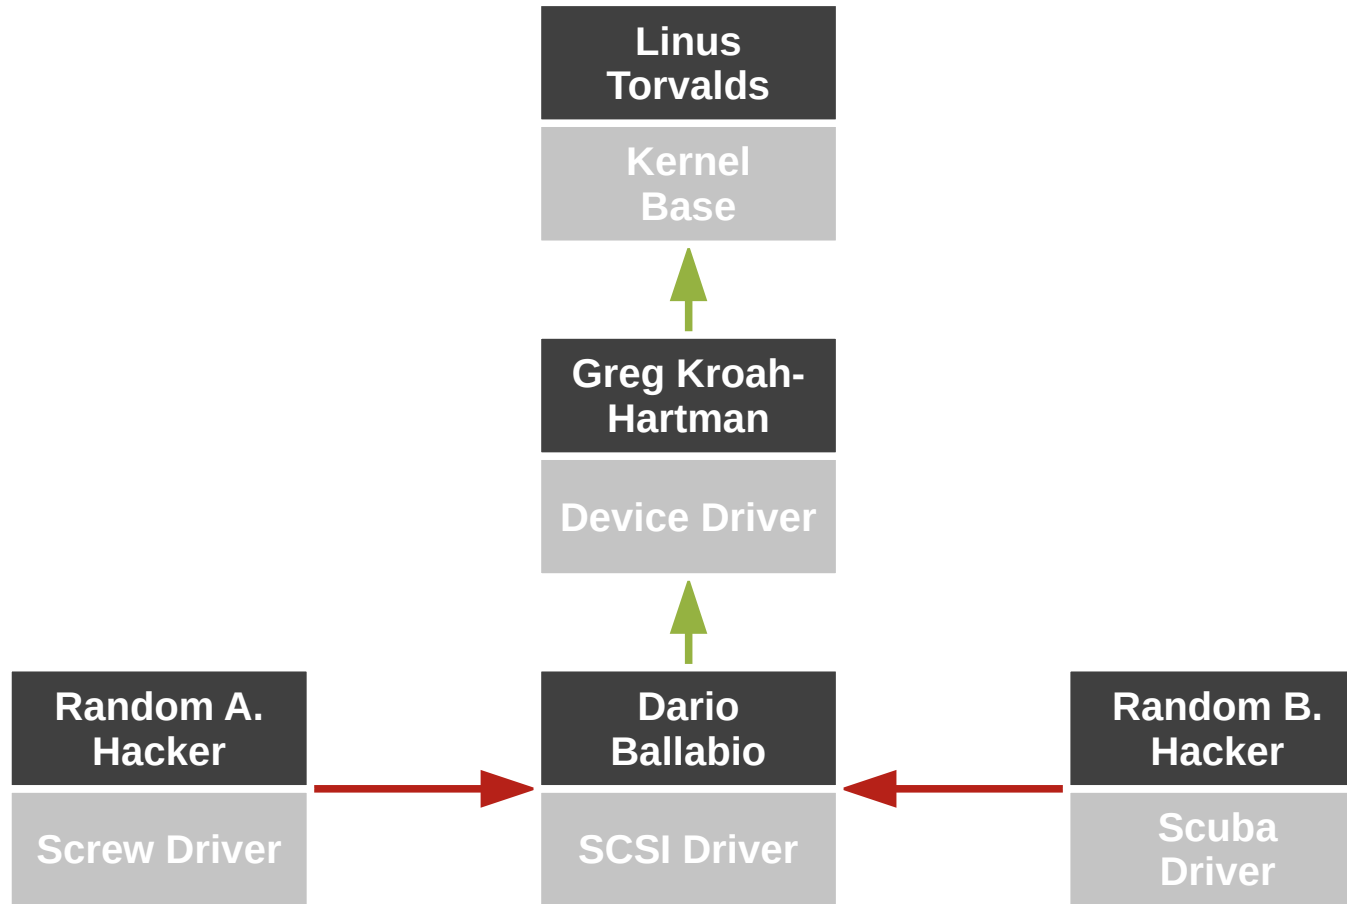 Linus
Torvalds
Kernel
Base
Greg Kroah-
Hartman
Device Driver
Random A.
Hacker
Screw Driver
Dario
Ballabio
SCSI Driver
Random B.
Hacker
Scuba
Driver